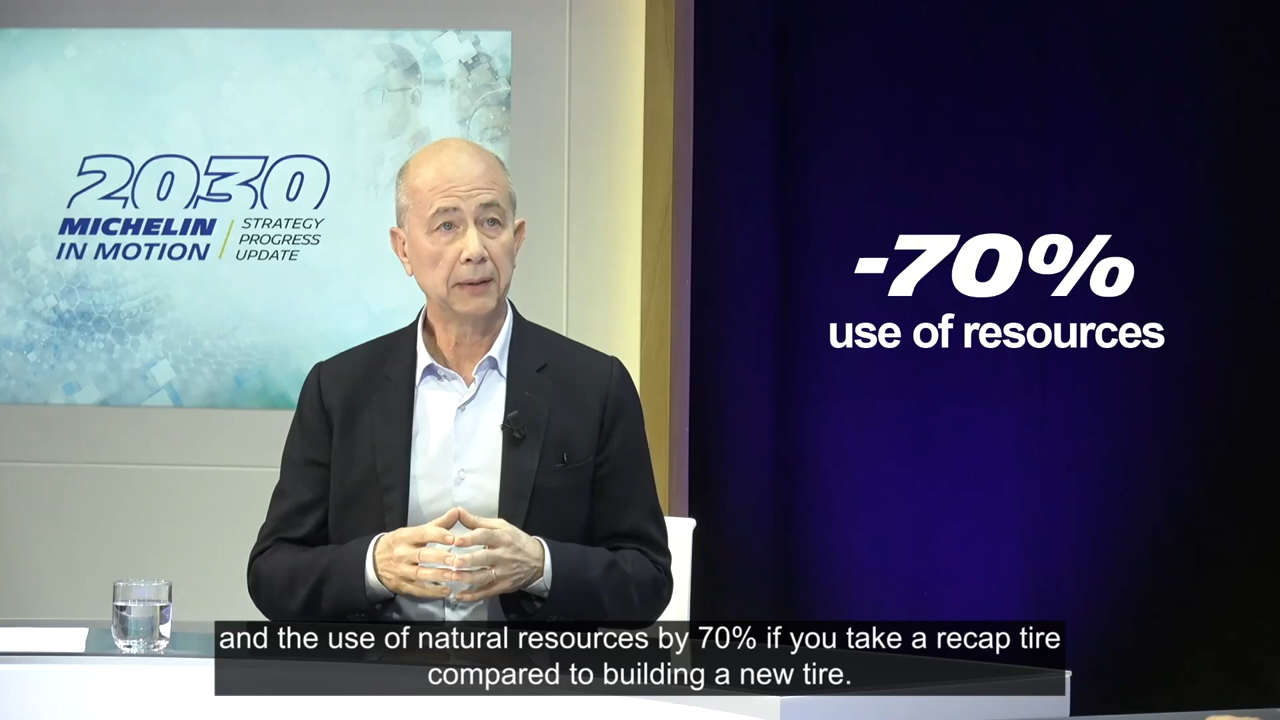 2030
MICHELIN
IN MOTION
STRATEGY
PROGRESS
UPDATE
-70%
use of resources
and the use of natural resources by 70% if you take a recap tire
compared to building a new tire.